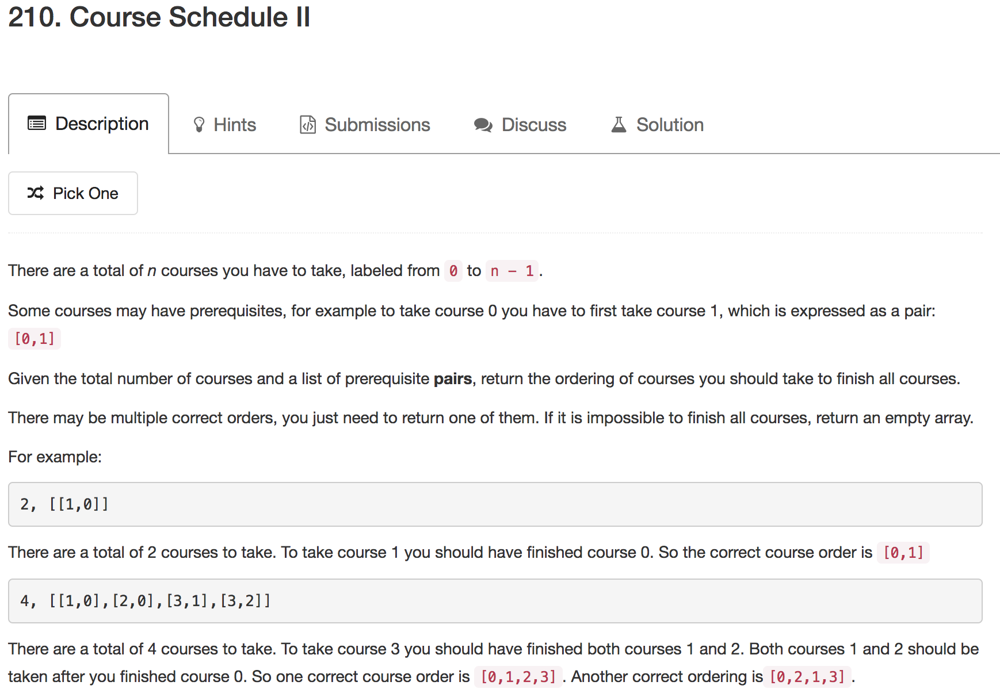 210. Course Schedule II
Description
Hints
Submissions
Discuss
Solution
Pick One
There are a total of n courses you have to take, labeled from 0 to n - 1.
Some courses may have prerequisites, for example to take course 0 you have to first take course 1, which is expressed as a pair:
[0,1]
Given the total number of courses and a list of prerequisite pairs, return the ordering of courses you should take to finish all courses.
There may be multiple correct orders, you just need to return one of them. If it is impossible to finish all courses, return an empty array.
For example:
2, [[1,0]]
There are a total of 2 courses to take. To take course 1 you should have finished course 0. So the correct course order is [0,1]
4, [[1,0],[2,0],[3,1],[3,2]]
There are a total of 4 courses to take. To take course 3 you should have finished both courses 1 and 2. Both courses 1 and 2 should be
taken after you finished course 0. So one correct course order is [0,1,2,3]. Another correct ordering is [0,2,1,3].